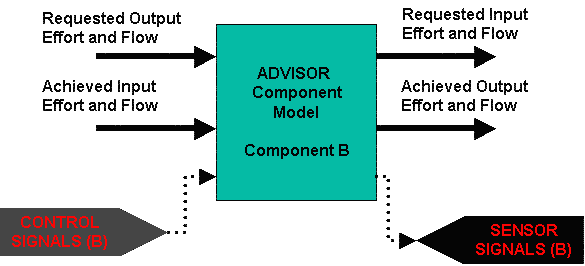 Requested Output
Effort and Flow
Achieved Input
Effort and Flow
ADVISOR
Component
Model
Component B
Requested Input
Effort and Flow
Achieved Output
Effort and Flow
CONTROL
SIGNALS (B)
SENSOR
SIGNALS (B)